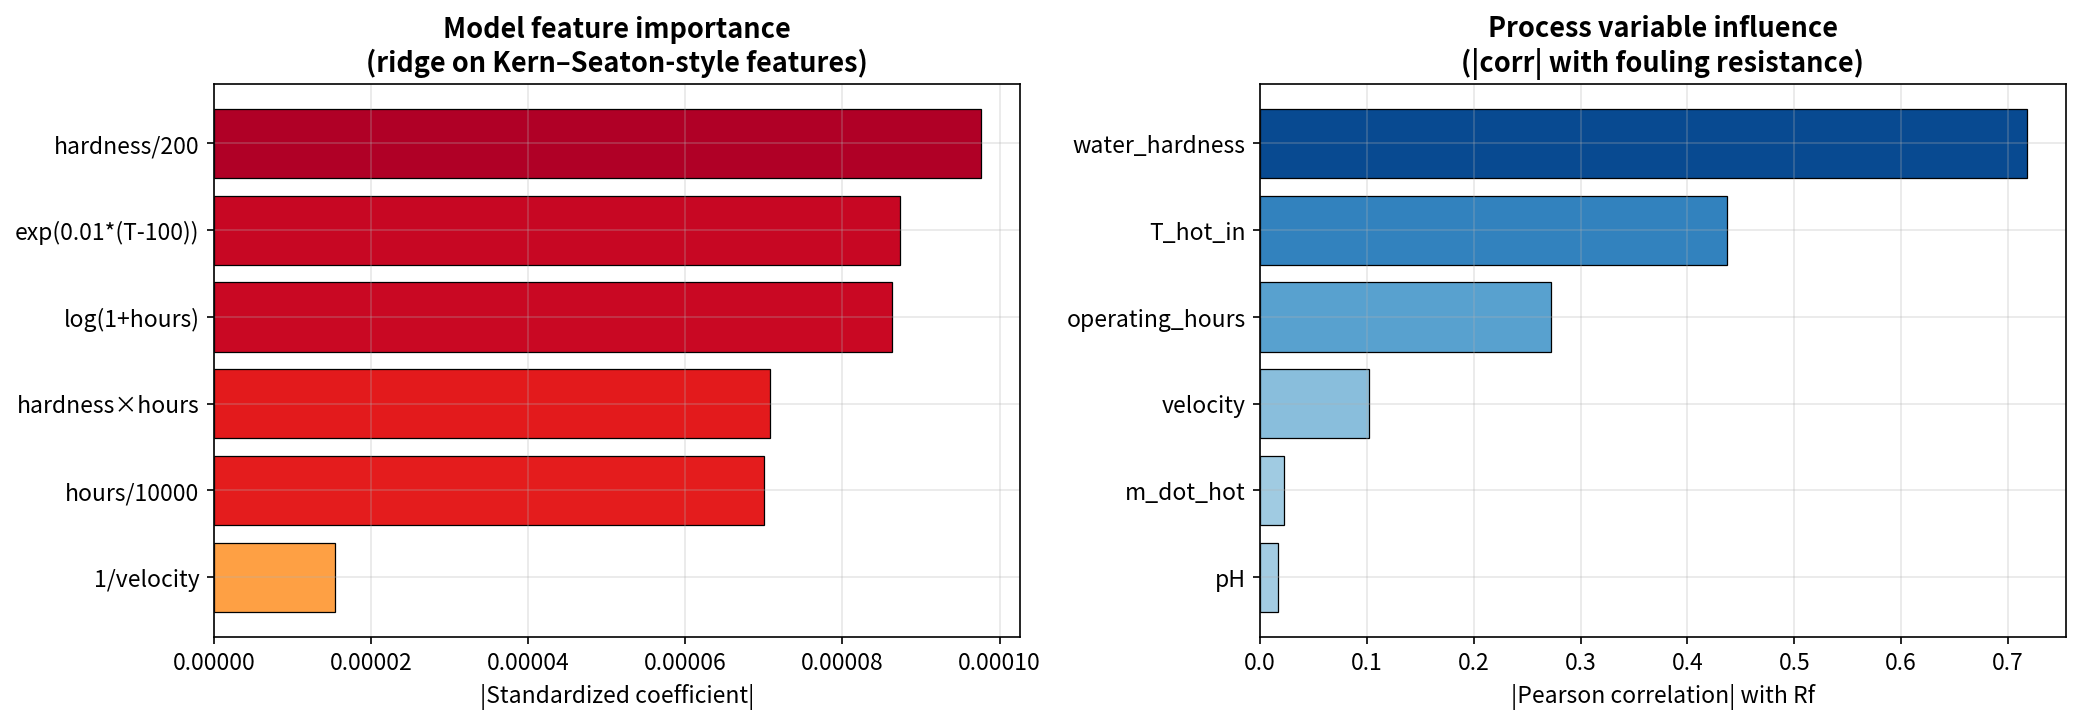 Model feature importance
(ridge on Kern–Seaton-style features)
hardness/200
exp(0.01*(T-100))
log(1+hours)
hardness×hours
hours/10000
1/velocity
0.00000 0.00002 0.00004 0.00006 0.00008 0.00010
|Standardized coefficient|
Process variable influence
(|corr| with fouling resistance)
water_hardness
T_hot_in
operating_hours
velocity
m_dot_hot
pH
0.0 0.1 0.2 0.3 0.4 0.5 0.6 0.7
|Pearson correlation| with Rf